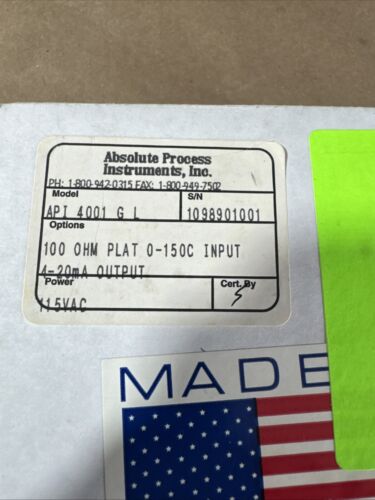 Absolute Process
Instruments, Inc.
PH: 1-800-942-0315 FAX: 1-800-949-7502
Model S/N
API 4001 G L 1098901001
Options
100 OHM PLAT 0-150C INPUT
4-20mA OUTPUT
Power Cert. By
115VAC 5
MADE